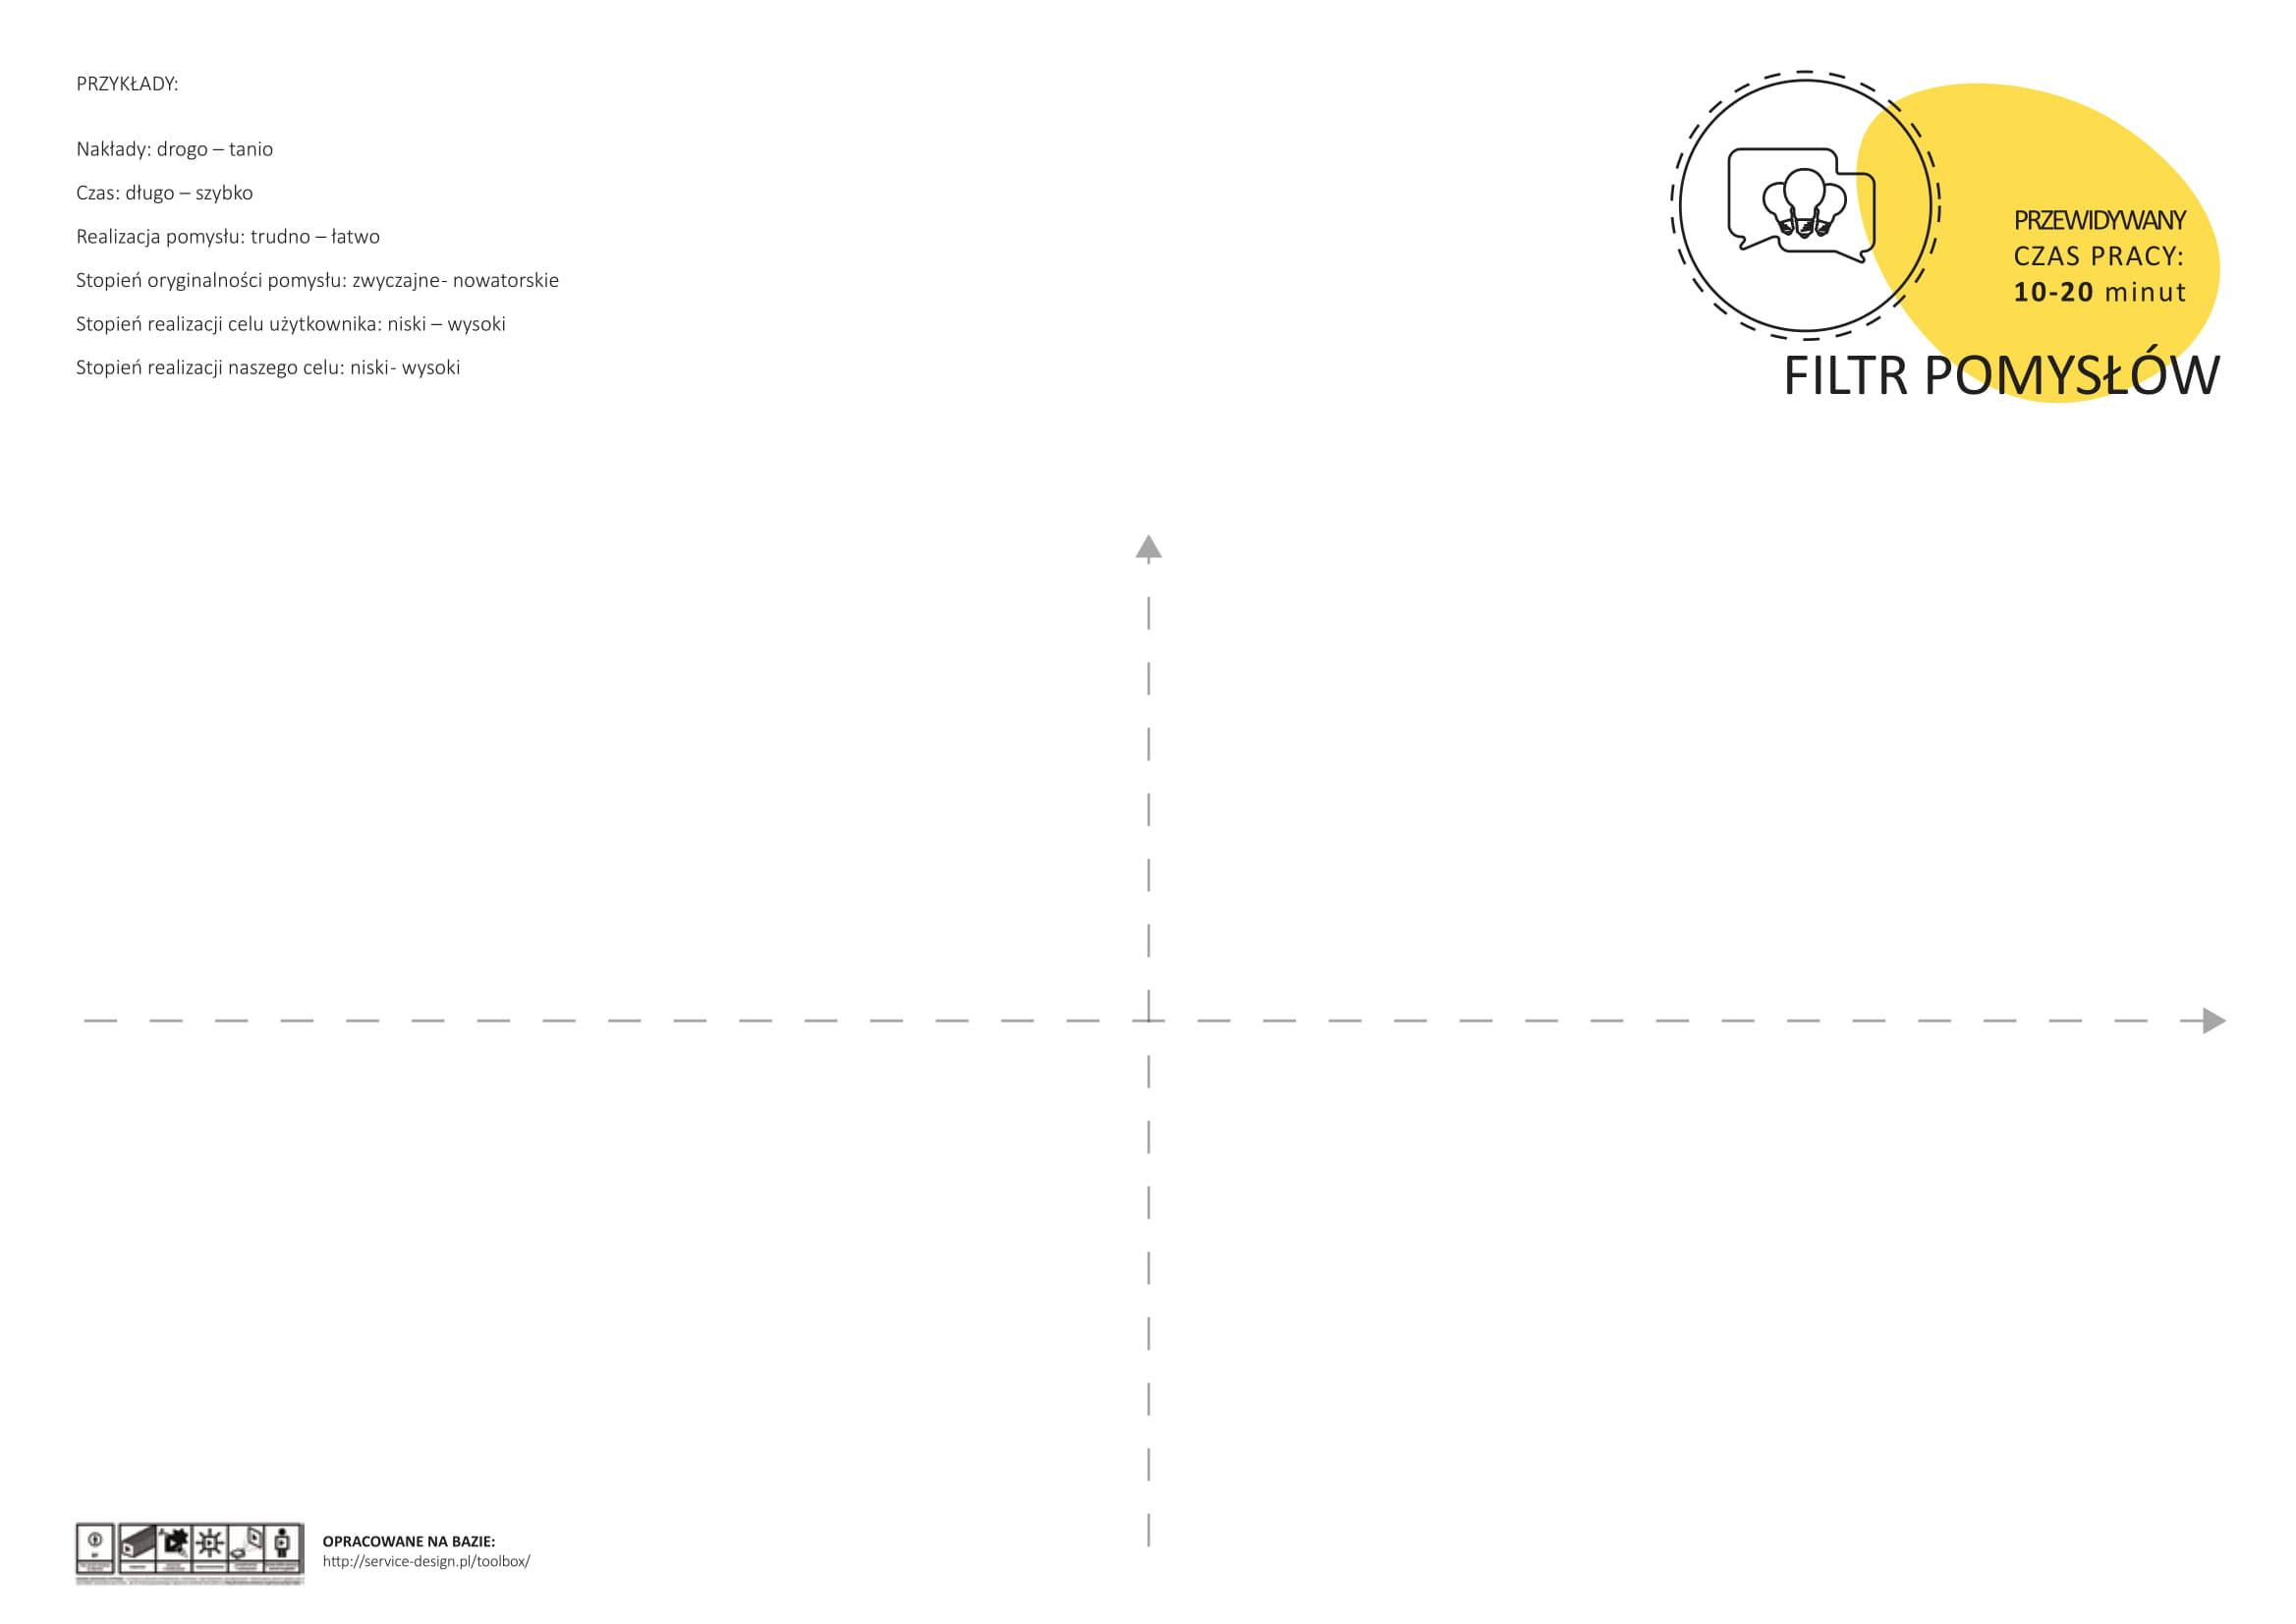 PRZYKŁADY:
Nakłady: drogo – tanio
Czas: długo – szybko
Realizacja pomysłu: trudno – łatwo
Stopień oryginalności pomysłu: zwyczajne- nowatorskie
Stopień realizacji celu użytkownika: niski – wysoki
Stopień realizacji naszego celu: niski- wysoki
PRZEWIDYWANY
CZAS PRACY:
10-20 minut
FILTR POMYSŁÓW
OPRACOWANE NA BAZIE:
http://service-design.pl/toolbox/